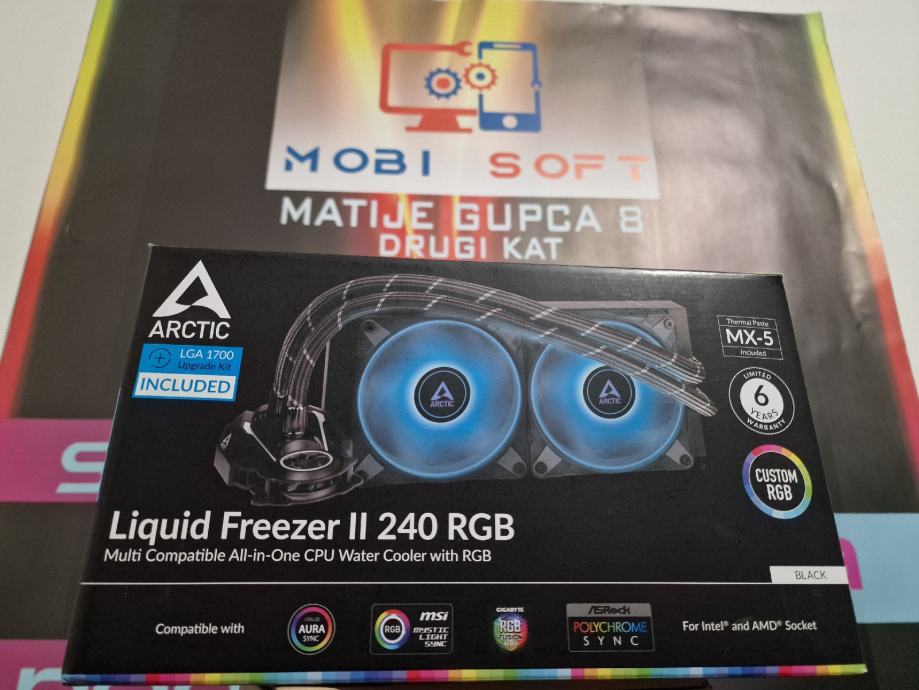 MOBI SOFT
MATIJE GUPCA 8
DRUGI KAT
ARCTIC
LGA 1700
Upgrade Kit
INCLUDED
ARCTIC
ARCTIC
Thermal Paste
MX-5
Included
LIMITED
6
YEARS
WARRANTY
CUSTOM
RGB
Liquid Freezer II 240 RGB
Multi Compatible All-in-One CPU Water Cooler with RGB
BLACK
Compatible with
ASUS
AURA
SYNC
RGB
msi
MYSTIC
LIGHT
SYNC
GIGABYTE
RGB
FUSION
READY
ASRock
POLYCHROME
SYNC
For Intel® and AMD® Socket